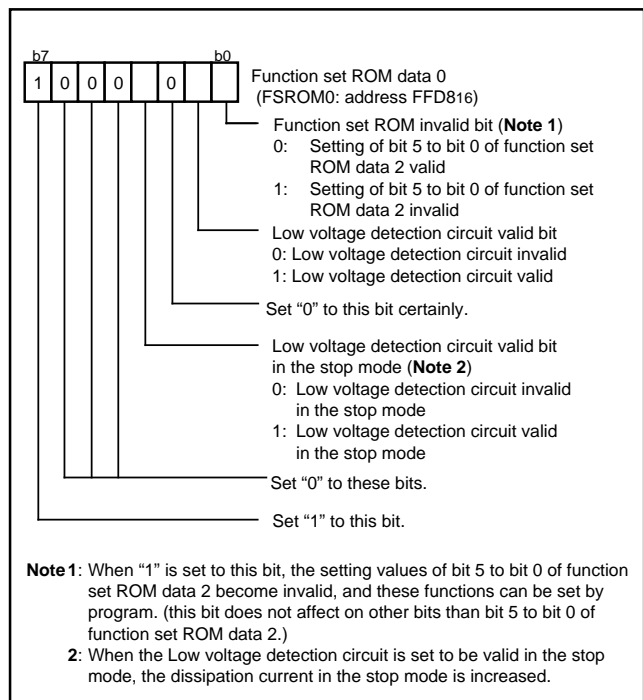 b7 b0
1 0 0 0 0
Function set ROM data 0
(FSROM0: address FFD816)
Function set ROM invalid bit (Note 1)
0: Setting of bit 5 to bit 0 of function set
ROM data 2 valid
1: Setting of bit 5 to bit 0 of function set
ROM data 2 invalid
Low voltage detection circuit valid bit
0: Low voltage detection circuit invalid
1: Low voltage detection circuit valid
Set “0” to this bit certainly.
Low voltage detection circuit valid bit
in the stop mode (Note 2)
0: Low voltage detection circuit invalid
in the stop mode
1: Low voltage detection circuit valid
in the stop mode
Set “0” to these bits.
Set “1” to this bit.
Note 1: When “1” is set to this bit, the setting values of bit 5 to bit 0 of function
set ROM data 2 become invalid, and these functions can be set by
program. (this bit does not affect on other bits than bit 5 to bit 0 of
function set ROM data 2.)
2: When the Low voltage detection circuit is set to be valid in the stop
mode, the dissipation current in the stop mode is increased.